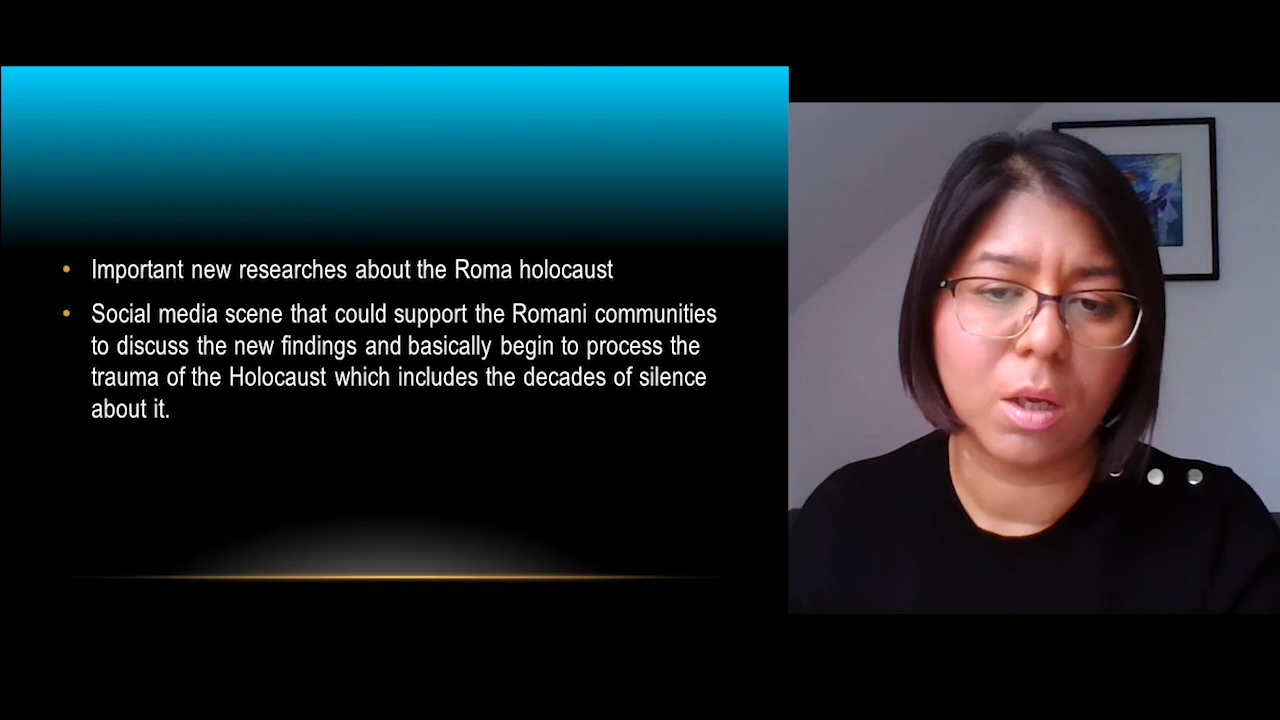 • Important new researches about the Roma holocaust
• Social media scene that could support the Romani communities
to discuss the new findings and basically begin to process the
trauma of the Holocaust which includes the decades of silence
about it.